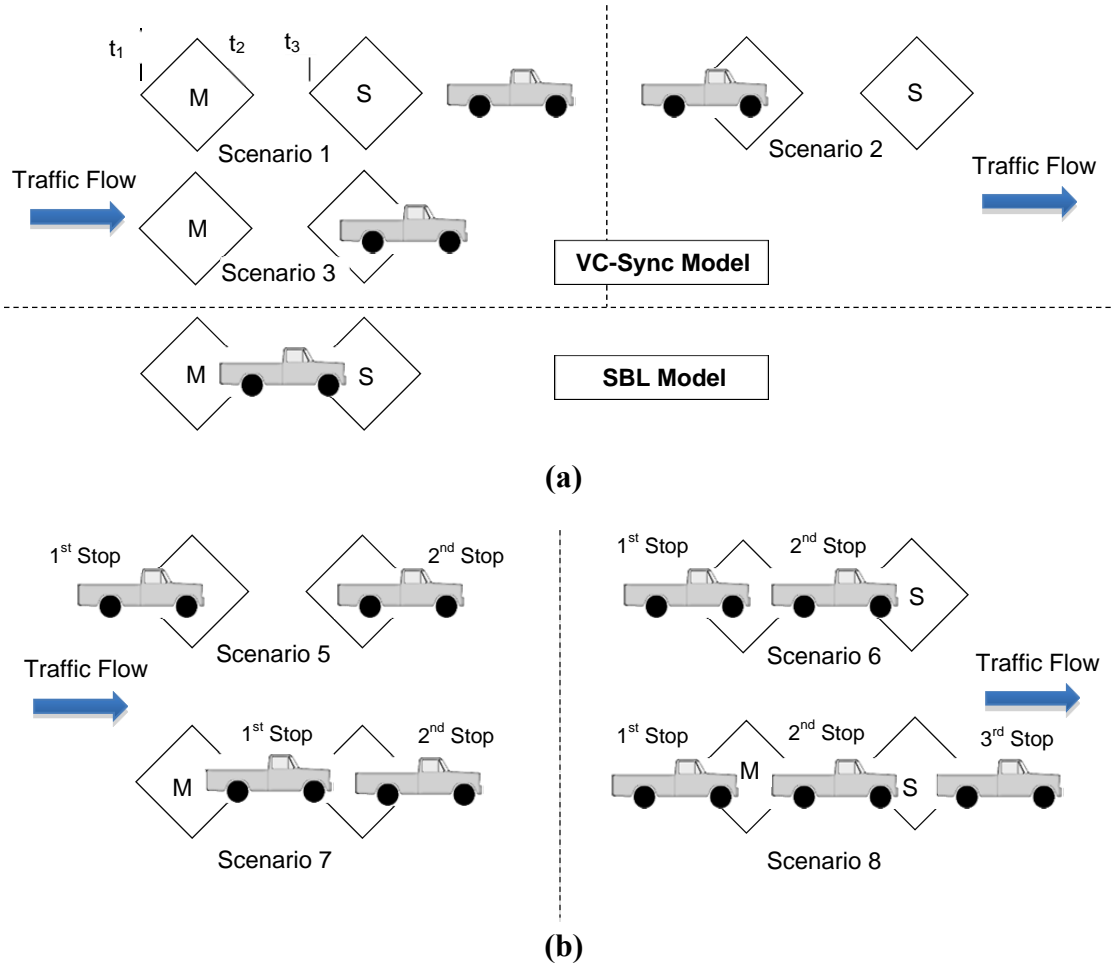 t1
t2
t3
M
S
Scenario 1
S
Scenario 2
Traffic Flow
M
Scenario 3
Traffic Flow
VC-Sync Model
M
S
SBL Model
(a)
1st Stop
2nd Stop
Scenario 5
1st Stop
2nd Stop
S
Scenario 6
Traffic Flow
Traffic Flow
1st Stop
2nd Stop
M
Scenario 7
1st Stop
2nd Stop
3rd Stop
M
S
Scenario 8
(b)